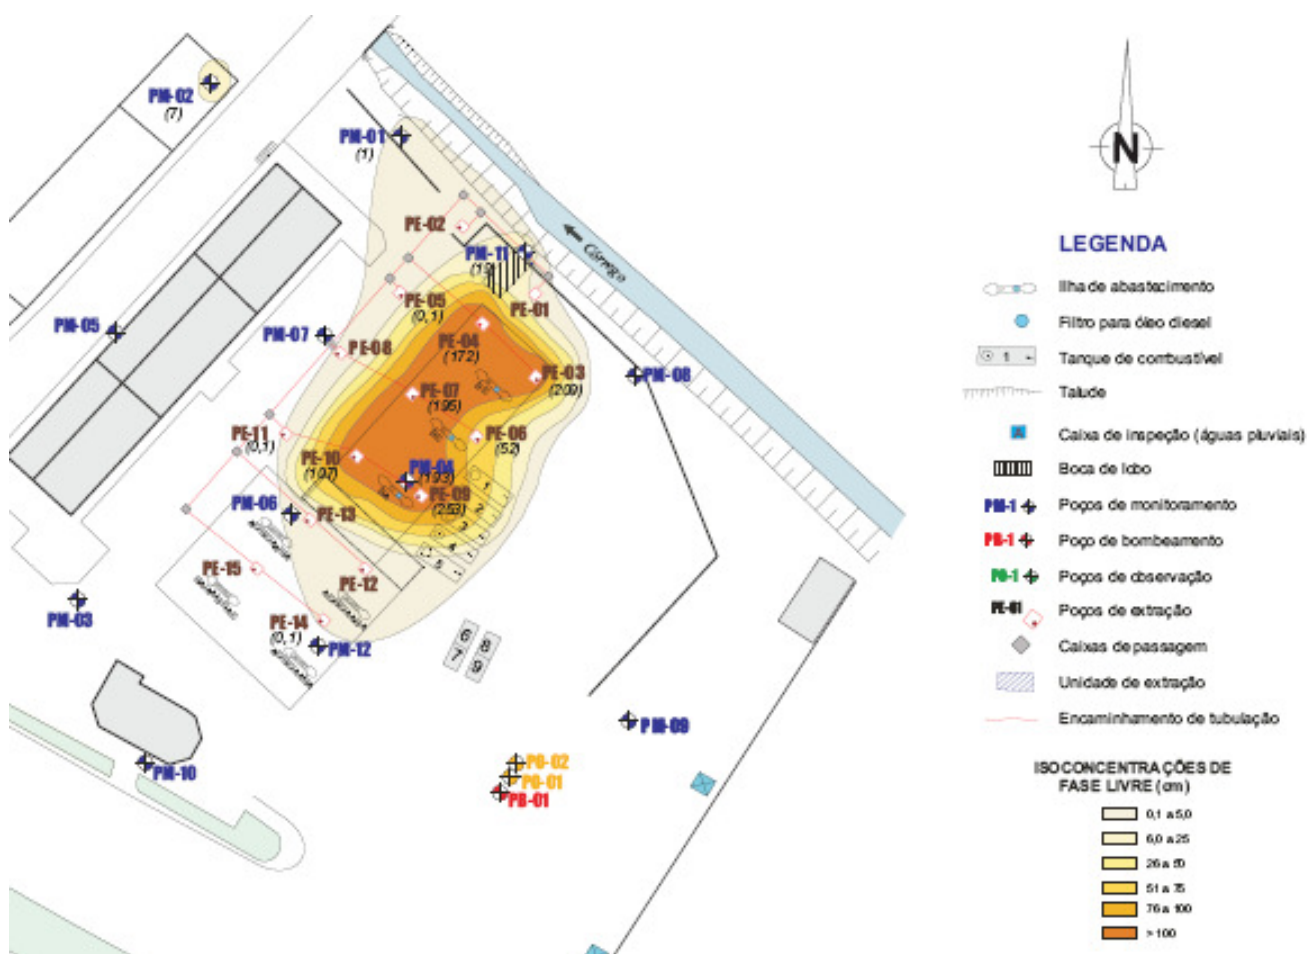 PM-02
(7)
PM-01
(1)
PE-02
PM-11
Córrego
PE-05
(0,1)
PE-01
PM-05
PM-07
PE-08
PE-04
(172)
PE-03
(209)
PM-08
PE-07
(195)
PE-11
(0,1)
PE-06
(52)
PE-10
(197)
PM-04
(193)
PE-09
(253)
1
2
3
4
5
PM-06
PE-13
PE-15
PE-12
PE-14
(0,1)
PM-12
PM-03
6
8
7
9
PM-09
PM-10
PO-02
PO-01
PB-01
N
LEGENDA
Ilha de abastecimento
Filtro para óleo diesel
1
Tanque de combustível
Talude
Caixa de inspeção (águas pluviais)
Boca de lobo
PM-1
Poços de monitoramento
PB-1
Poço de bombeamento
PO-1
Poços de observação
PE-01
Poços de extração
Caixas de passagem
Unidade de extração
Encaminhamento de tubulação
ISOCONCENTRAÇÕES DE
FASE LIVRE (cm)
0,1 a 5,0
6,0 a 25
26 a 50
51 a 75
76 a 100
> 100